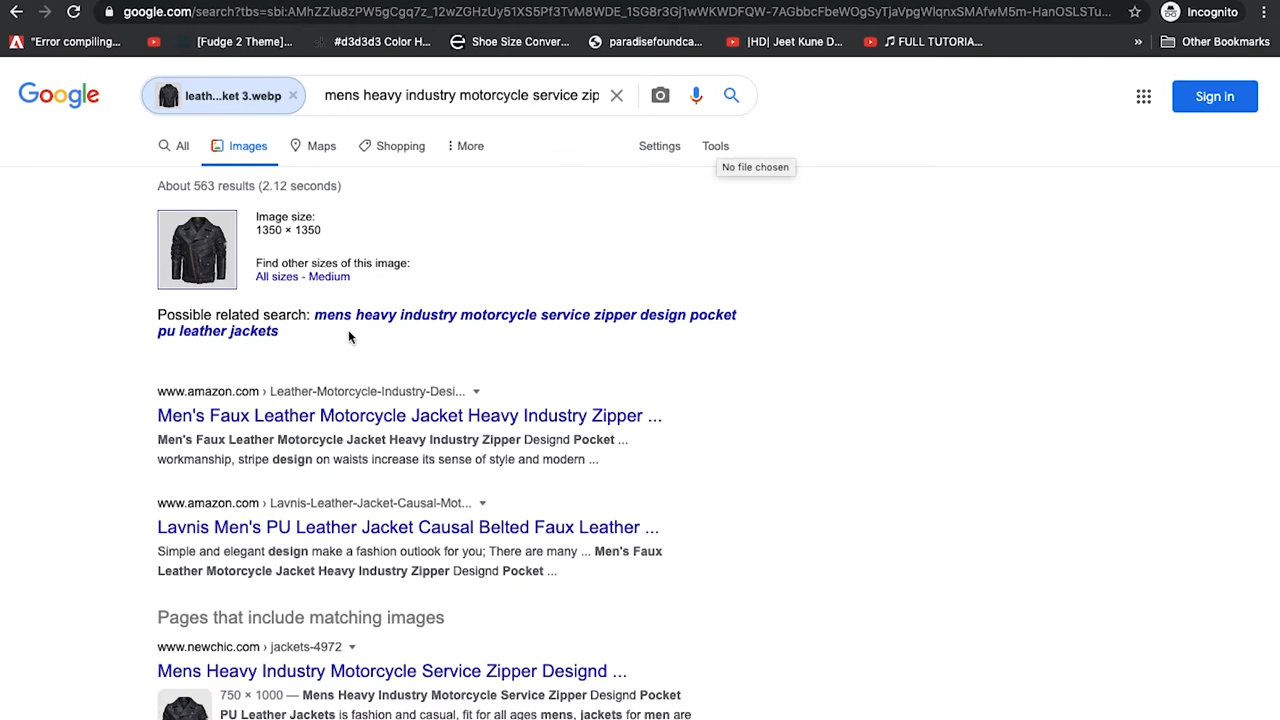 google.com/search?tbs=sbi:AMhZZiu8zPW5gCgq7z_12wZGHzUy51XS5Pf3TvM8WDE_1SG8r3Gj1wWKWDFQW-7AGbbcFbeWOgSyTjaVpgWlqnxSMAfwM5m-HanOSLSTu...
Incognito
"Error compiling...
[Fudge 2 Theme]...
#d3d3d3 Color H...
Shoe Size Conver...
paradisefoundca...
|HD| Jeet Kune D...
🎵 FULL TUTORIA...
»
Other Bookmarks
Google
leath...ket 3.webp ×
mens heavy industry motorcycle service zip
Sign in
All
Images
Maps
Shopping
More
Settings
Tools
No file chosen
About 563 results (2.12 seconds)
Image size:
1350 × 1350
Find other sizes of this image:
All sizes - Medium
Possible related search: mens heavy industry motorcycle service zipper design pocket
pu leather jackets
www.amazon.com › Leather-Motorcycle-Industry-Desi...
Men's Faux Leather Motorcycle Jacket Heavy Industry Zipper ...
Men's Faux Leather Motorcycle Jacket Heavy Industry Zipper Designd Pocket ...
workmanship, stripe design on waists increase its sense of style and modern ...
www.amazon.com › Lavnis-Leather-Jacket-Causal-Mot...
Lavnis Men's PU Leather Jacket Causal Belted Faux Leather ...
Simple and elegant design make a fashion outlook for you; There are many ... Men's Faux
Leather Motorcycle Jacket Heavy Industry Zipper Designd Pocket ...
Pages that include matching images
www.newchic.com › jackets-4972
Mens Heavy Industry Motorcycle Service Zipper Designd ...
750 × 1000 — Mens Heavy Industry Motorcycle Service Zipper Designd Pocket
PU Leather Jackets is fashion and casual, fit for all ages mens, jackets for men are